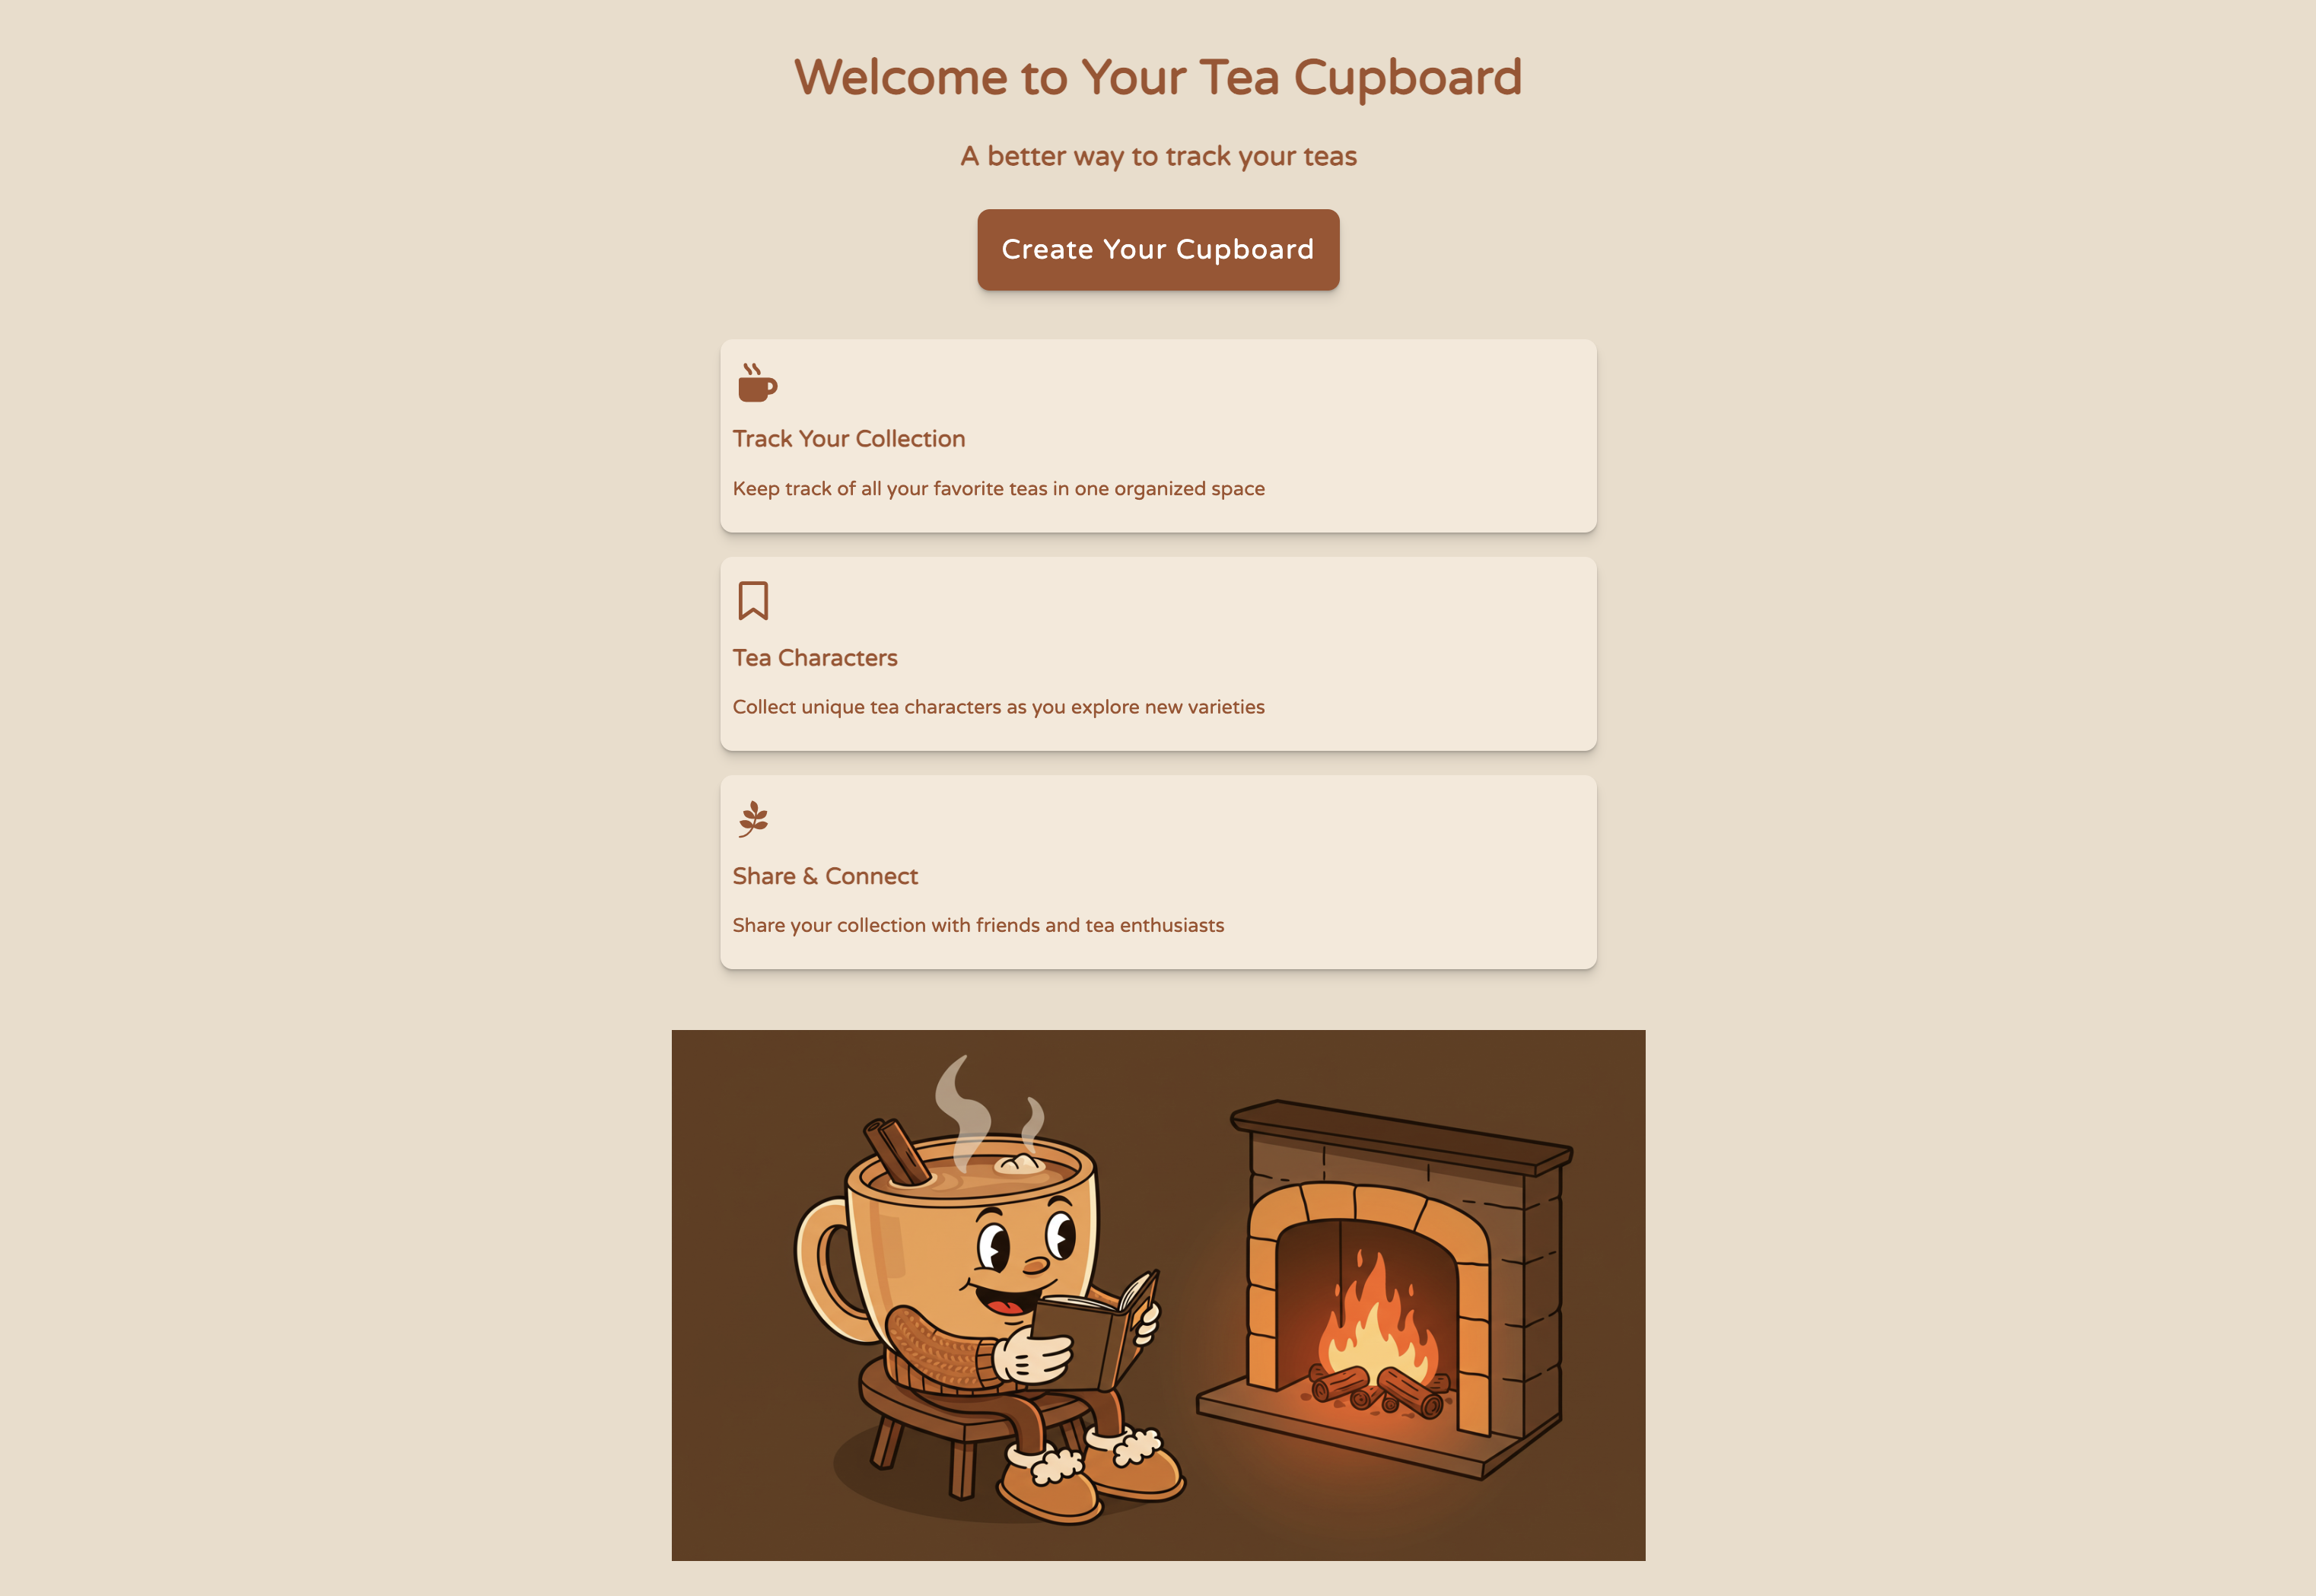 Welcome to Your Tea Cupboard
A better way to track your teas
Create Your Cupboard
Track Your Collection
Keep track of all your favorite teas in one organized space
Tea Characters
Collect unique tea characters as you explore new varieties
Share & Connect
Share your collection with friends and tea enthusiasts